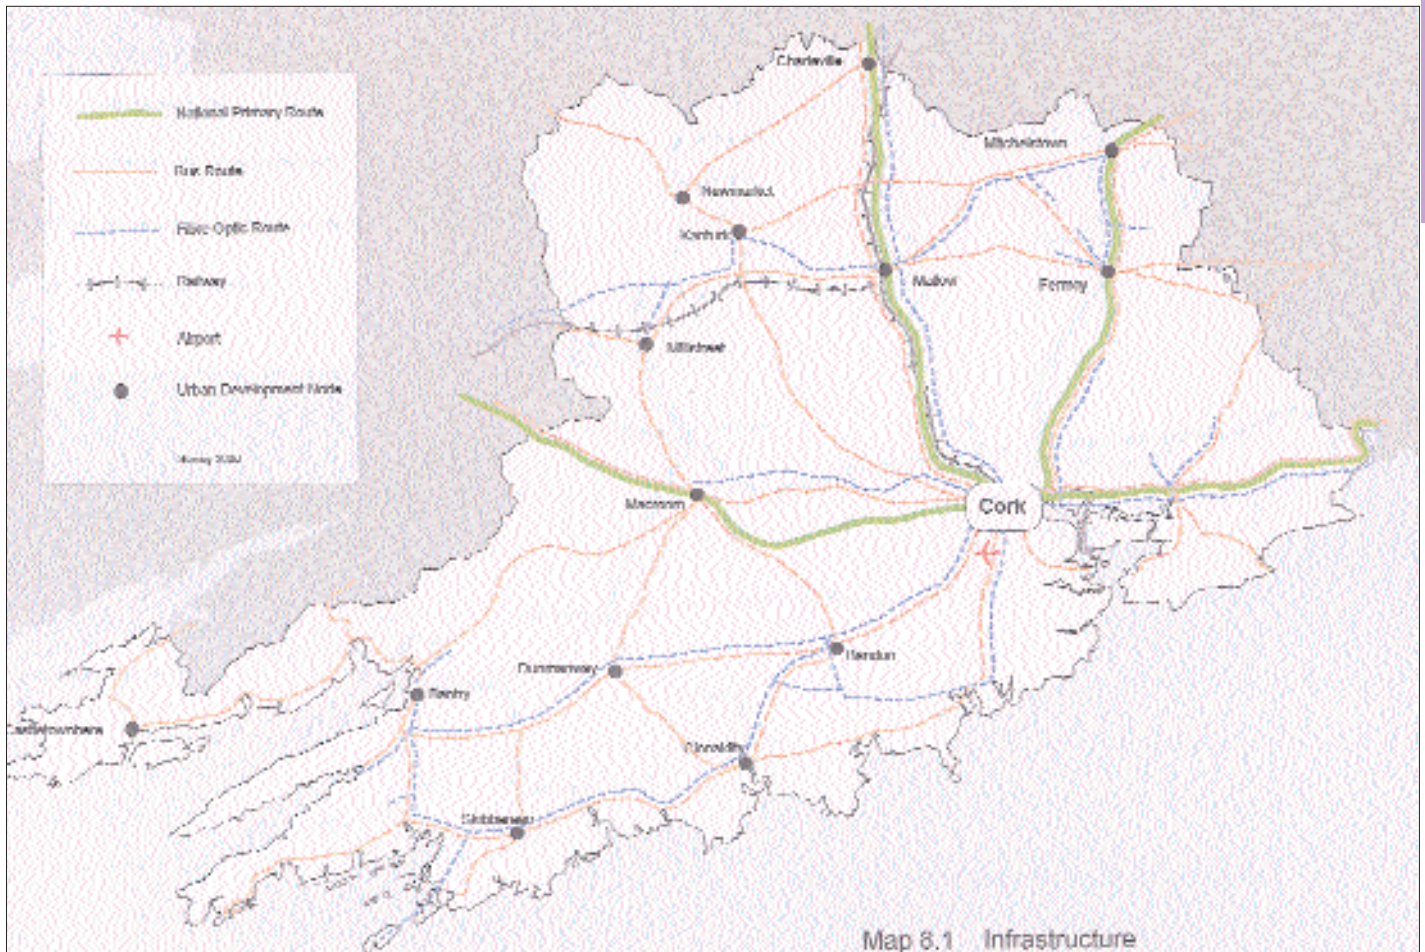 National Primary Route
Bus Route
Fibre Optic Route
Railway
Airport
Urban Development Node
Charleville
Mitchelstown
Newmarket
Kanturk
Mallow
Fermoy
Millstreet
Macroom
Cork
Bandon
Dunmanway
Bantry
Castletownbere
Clonakilty
Skibbereen
Map 8.1 Infrastructure